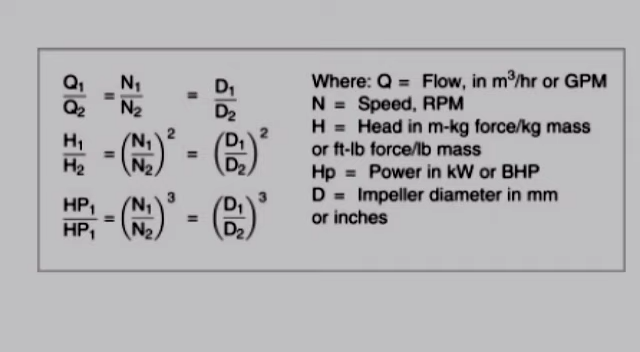 Q₁/Q₂ = N₁/N₂ = D₁/D₂
H₁/H₂ = (N₁/N₂)² = (D₁/D₂)²
HP₁/HP₁ = (N₁/N₂)³ = (D₁/D₂)³
Where: Q = Flow, in m³/hr or GPM
N = Speed, RPM
H = Head in m-kg force/kg mass
or ft-lb force/lb mass
Hp = Power in kW or BHP
D = Impeller diameter in mm
or inches